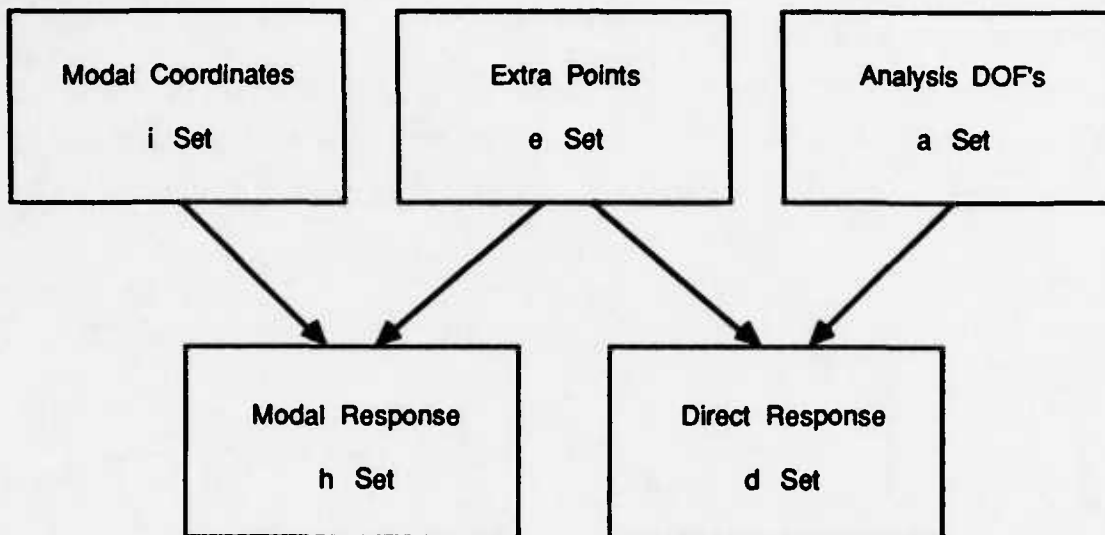 Modal Coordinates
i Set
Extra Points
e Set
Analysis DOF's
a Set
Modal Response
h Set
Direct Response
d Set